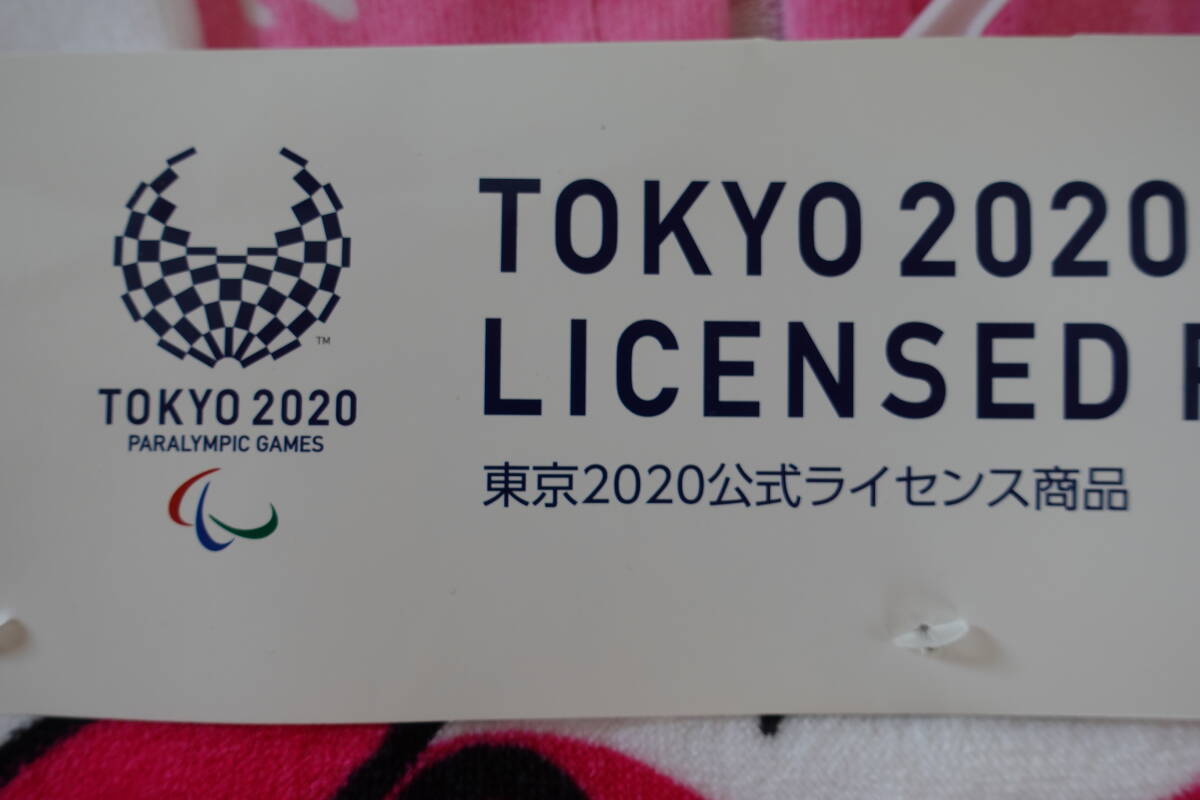 TOKYO 2020
PARALYMPIC GAMES
TM
TOKYO 2020
LICENSED
東京2020公式ライセンス商品